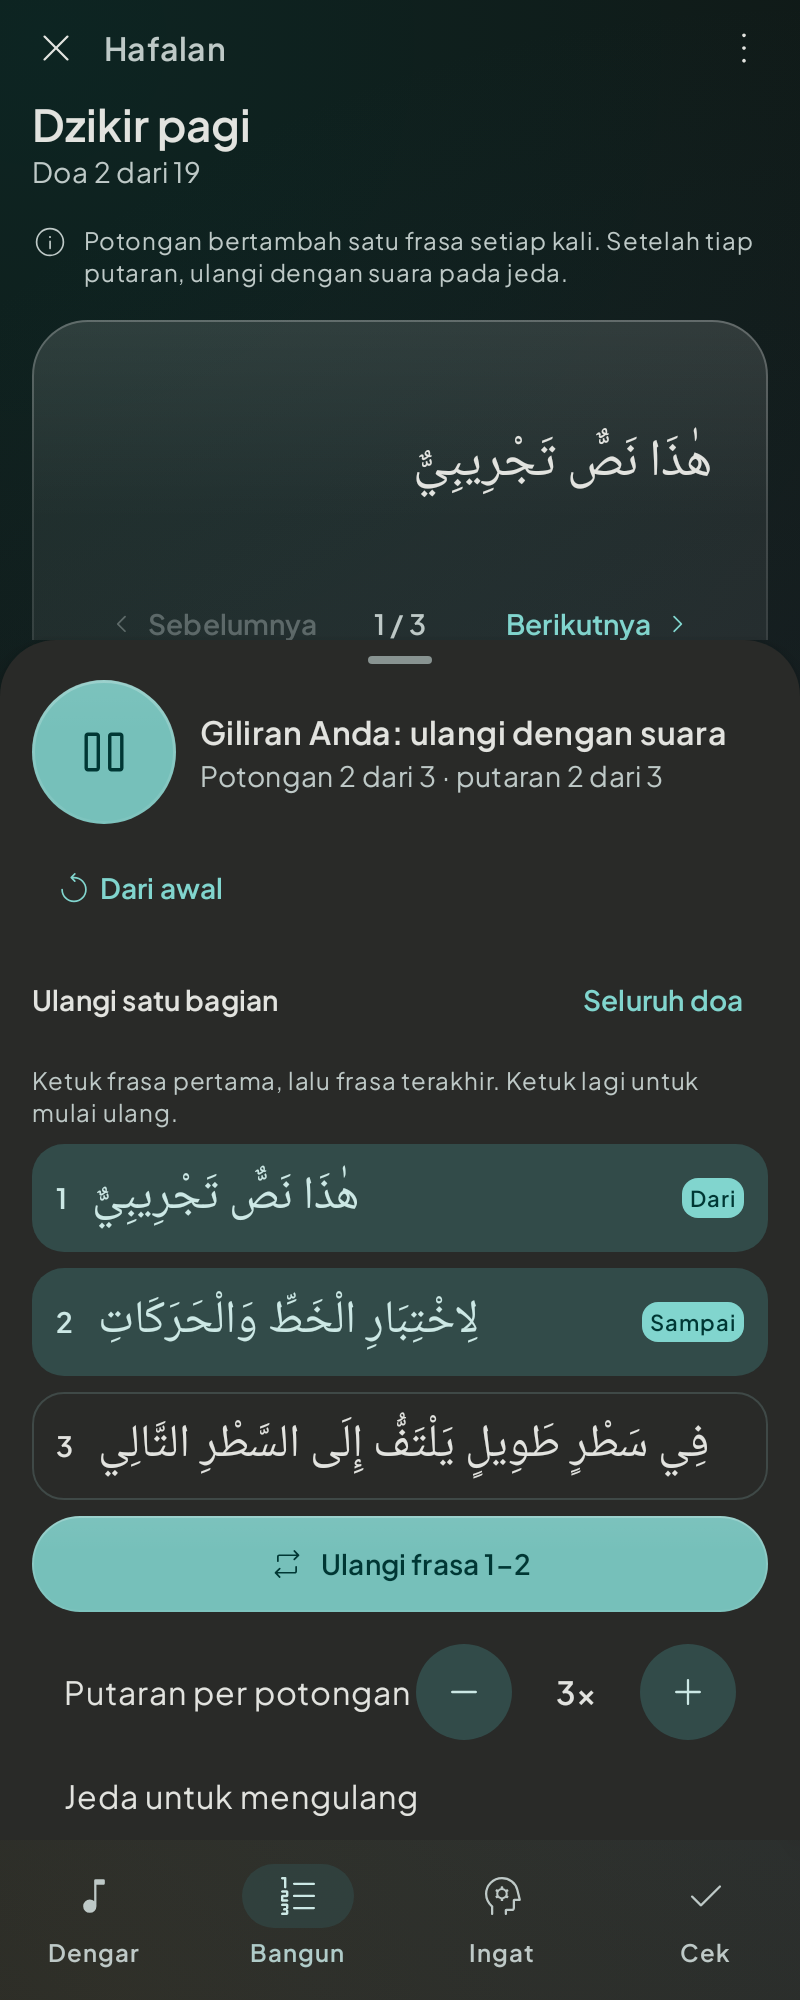 Hafalan
Dzikir pagi
Doa 2 dari 19
Potongan bertambah satu frasa setiap kali. Setelah tiap
putaran, ulangi dengan suara pada jeda.
هٰذَا نَصٌّ تَجْرِيبِيٌّ
Sebelumnya 1 / 3 Berikutnya
Giliran Anda: ulangi dengan suara
Potongan 2 dari 3 · putaran 2 dari 3
Dari awal
Ulangi satu bagian Seluruh doa
Ketuk frasa pertama, lalu frasa terakhir. Ketuk lagi untuk
mulai ulang.
1 هٰذَا نَصٌّ تَجْرِيبِيٌّ Dari
2 لِاخْتِبَارِ الْخَطِّ وَالْحَرَكَاتِ Sampai
3 فِي سَطْرٍ طَوِيلٍ يَلْتَفُّ إِلَى السَّطْرِ التَّالِي
Ulangi frasa 1–2
Putaran per potongan − 3× +
Jeda untuk mengulang
Dengar Bangun Ingat Cek